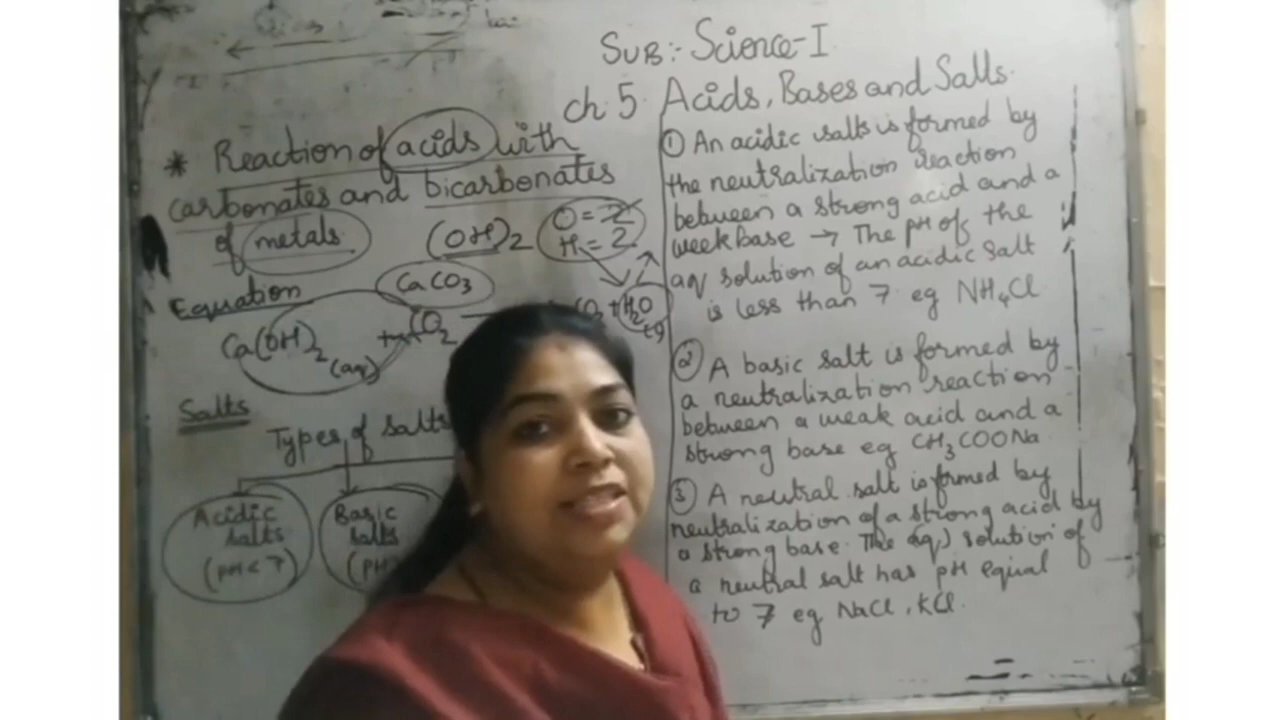 SUB:- Science-I
ch. 5. Acids, Bases and Salts.
* Reaction of acids with
carbonates and bicarbonates
of metals
(OH)2
O = 2
H = 2
Equation
CaCO3
Ca(OH)2 (aq) + CO2
+ H2O
Salts
Types of Salts
Acidic
salts
(pH < 7)
Basic
salts
(pH
① An acidic salts is formed by
the neutralization reaction
between a strong acid and a
week base → The pH of the
aq solution of an acidic salt
is less than 7 eg NH4Cl
② A basic salt is formed by
a neutralization reaction
between a weak acid and a
strong base eg CH3COONa
③ A neutral salt is formed by
neutralization of a strong acid by
a strong base. The (aq) solution of
a neutral salt has pH equal
to 7 eg NaCl, KCl.